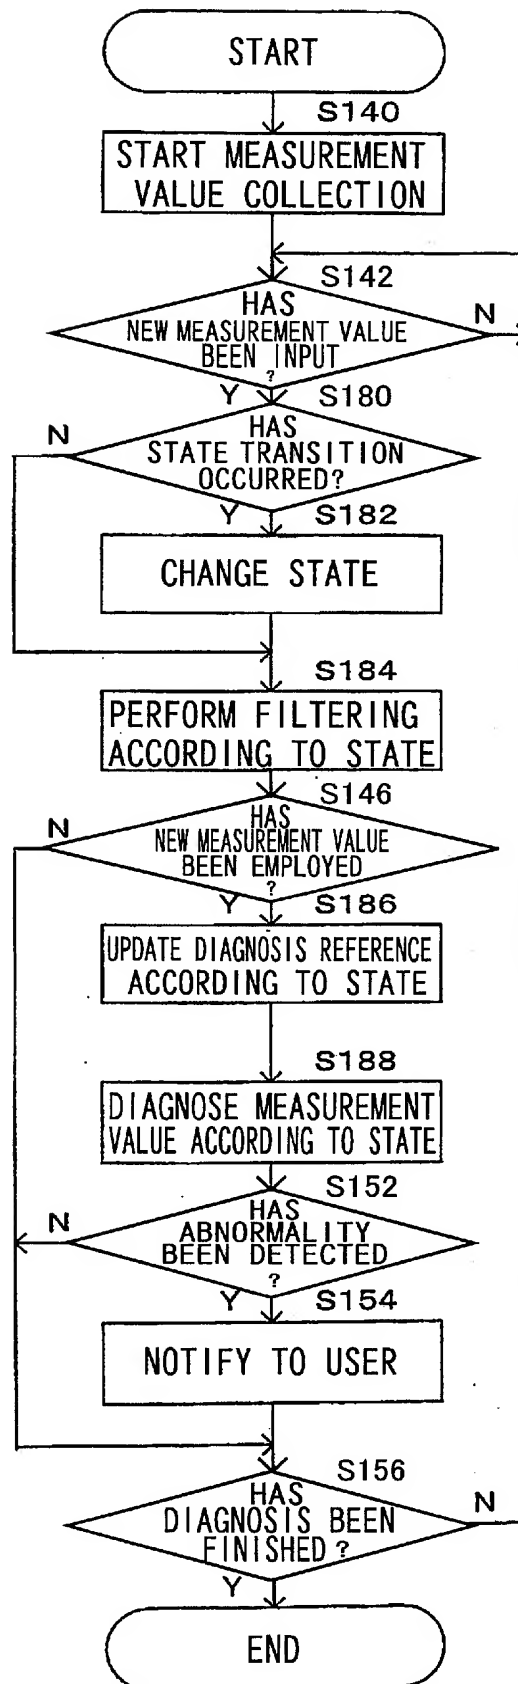 START
S140
START MEASUREMENT
VALUE COLLECTION
S142
HAS
NEW MEASUREMENT VALUE
BEEN INPUT
?
N
Y
S180
N
HAS
STATE TRANSITION
OCCURRED?
Y
S182
CHANGE STATE
S184
PERFORM FILTERING
ACCORDING TO STATE
S146
N
HAS
NEW MEASUREMENT VALUE
BEEN EMPLOYED
?
Y
S186
UPDATE DIAGNOSIS REFERENCE
ACCORDING TO STATE
S188
DIAGNOSE MEASUREMENT
VALUE ACCORDING TO STATE
S152
N
HAS
ABNORMALITY
BEEN DETECTED
?
Y
S154
NOTIFY TO USER
S156
HAS
DIAGNOSIS BEEN
FINISHED?
N
Y
END